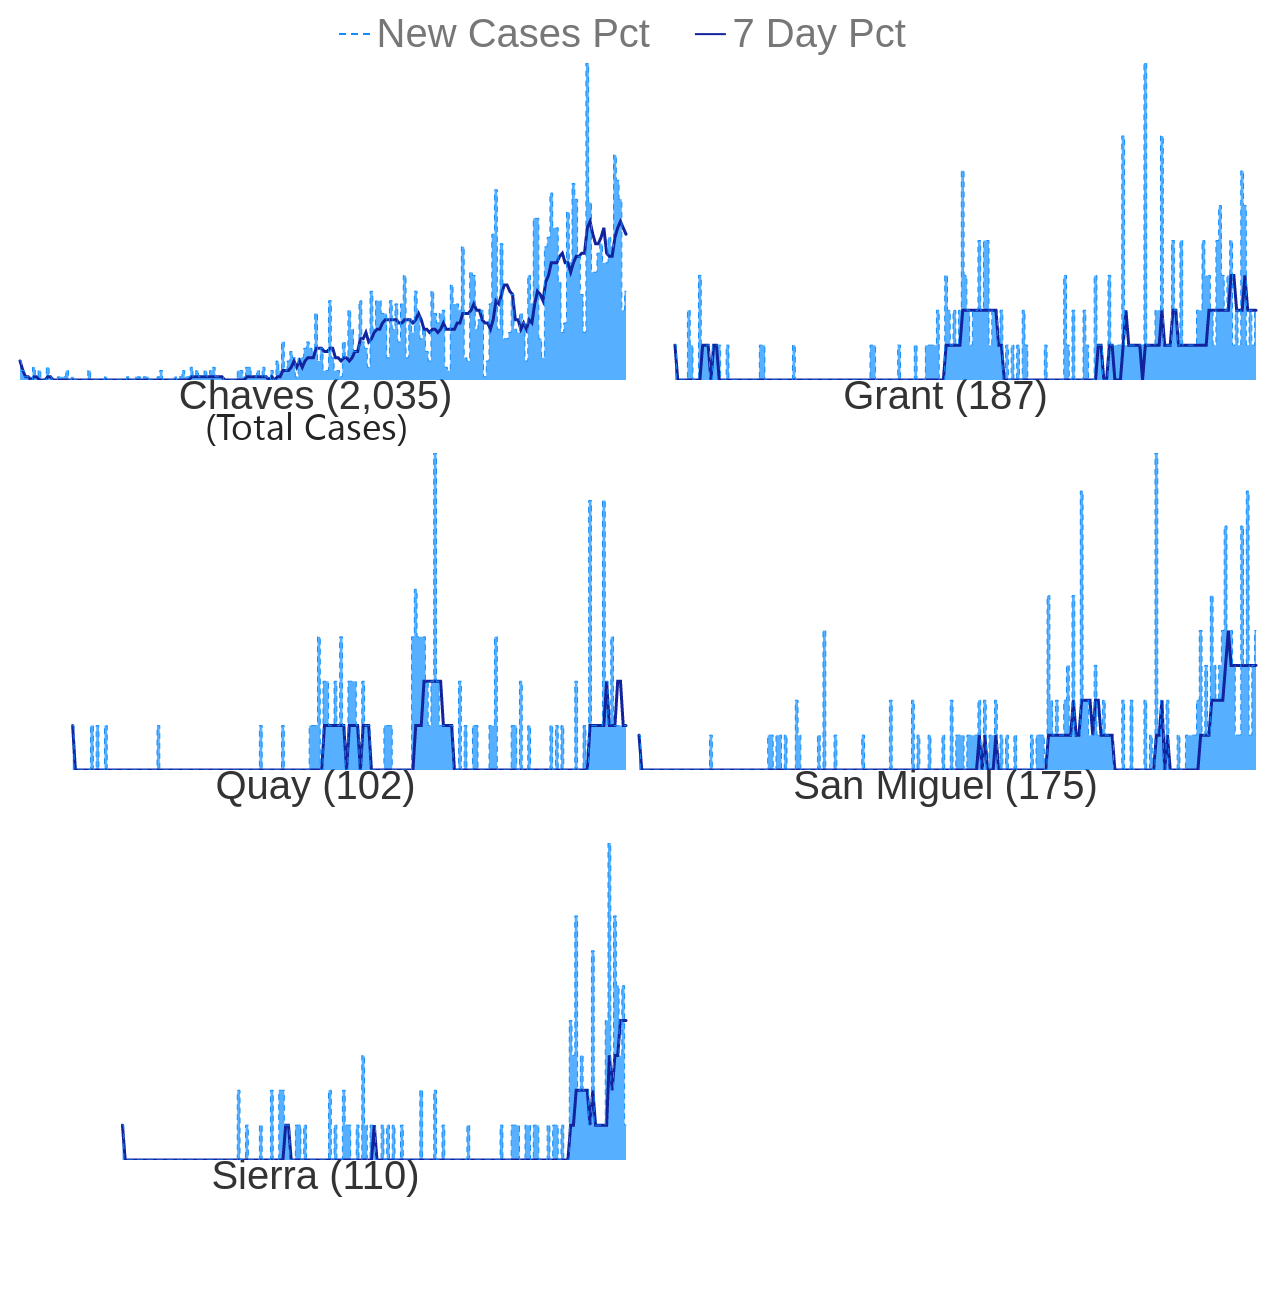 New Cases Pct 7 Day Pct
Chaves (2,035) Grant (187)
(Total Cases)
Quay (102) San Miguel (175)
Sierra (110)